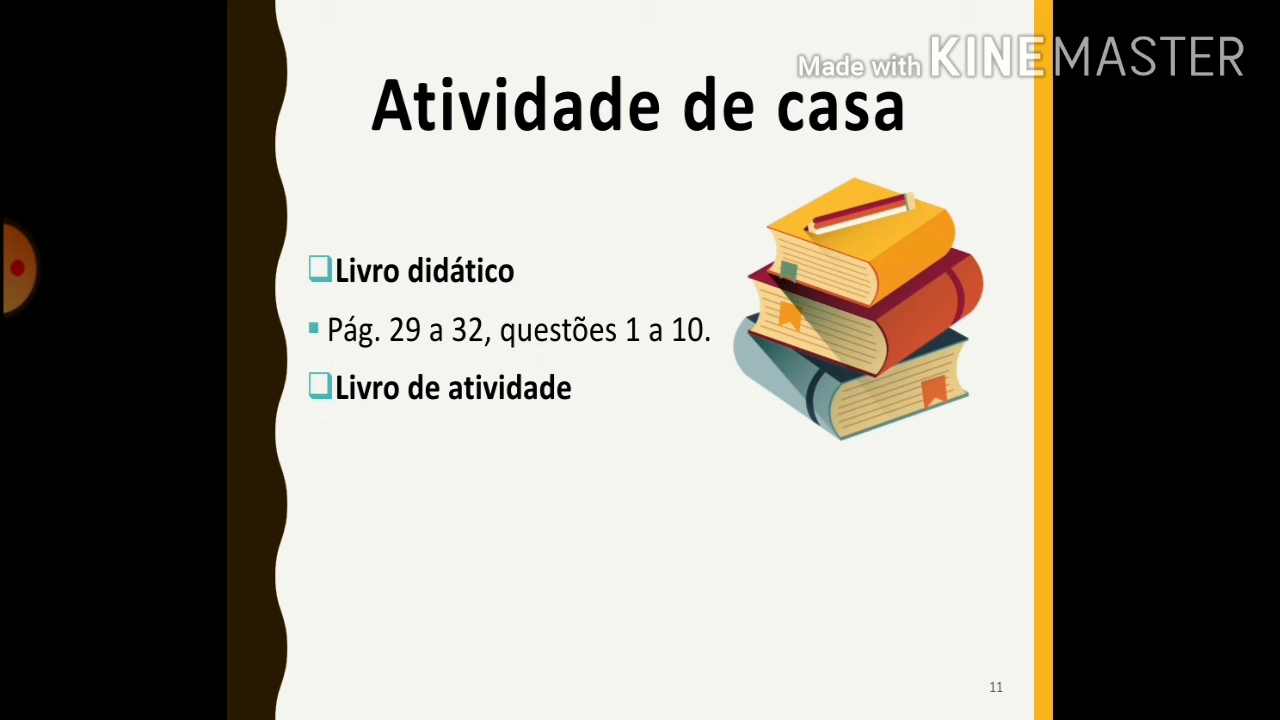 Made with KINEMASTER
Atividade de casa
Livro didático
Pág. 29 a 32, questões 1 a 10.
Livro de atividade
11